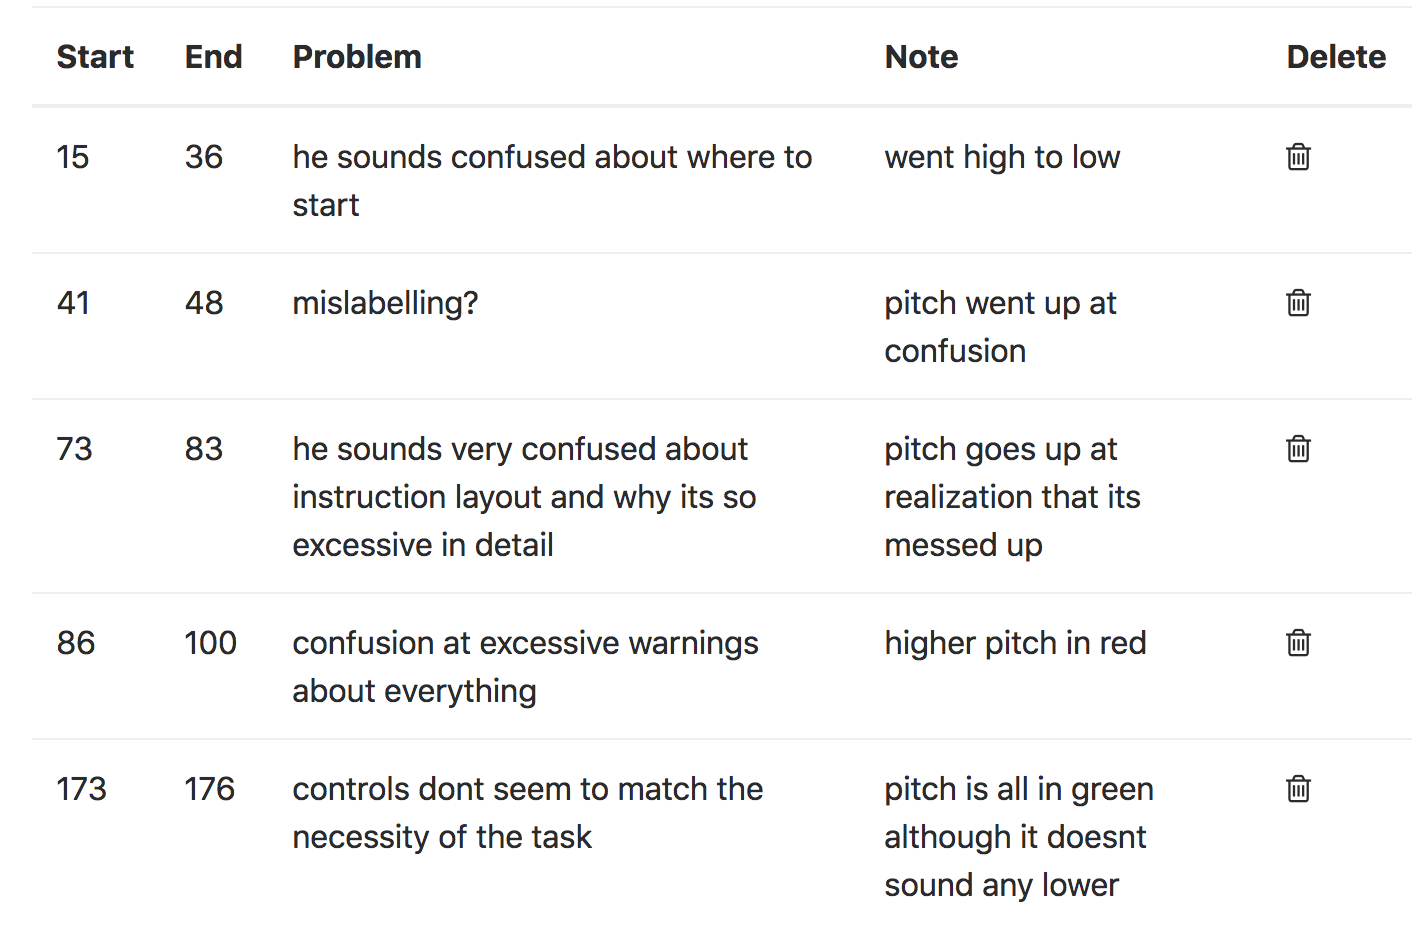 Start End Problem Note Delete
15 36 he sounds confused about where to went high to low
start
41 48 mislabelling? pitch went up at
confusion
73 83 he sounds very confused about pitch goes up at
instruction layout and why its so realization that its
excessive in detail messed up
86 100 confusion at excessive warnings higher pitch in red
about everything
173 176 controls dont seem to match the pitch is all in green
necessity of the task although it doesnt
sound any lower